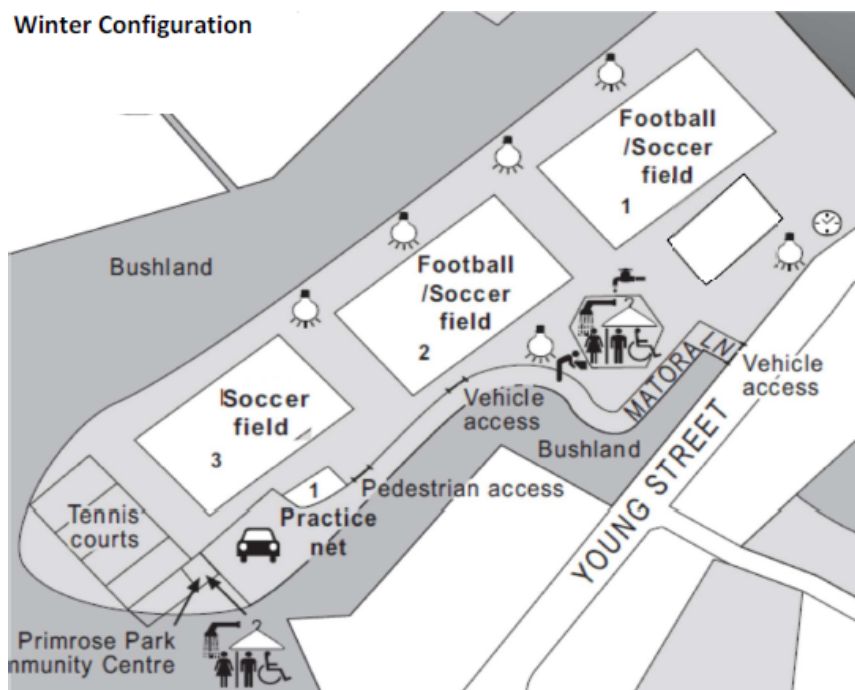 Winter Configuration
Football
/Soccer
field
1
Bushland
Football
/Soccer
field
2
Soccer
field
3
MATORA LN
Vehicle
access
Vehicle
access
Bushland
1
Pedestrian access
Practice
net
Tennis
courts
YOUNG STREET
Primrose Park
mmunity Centre